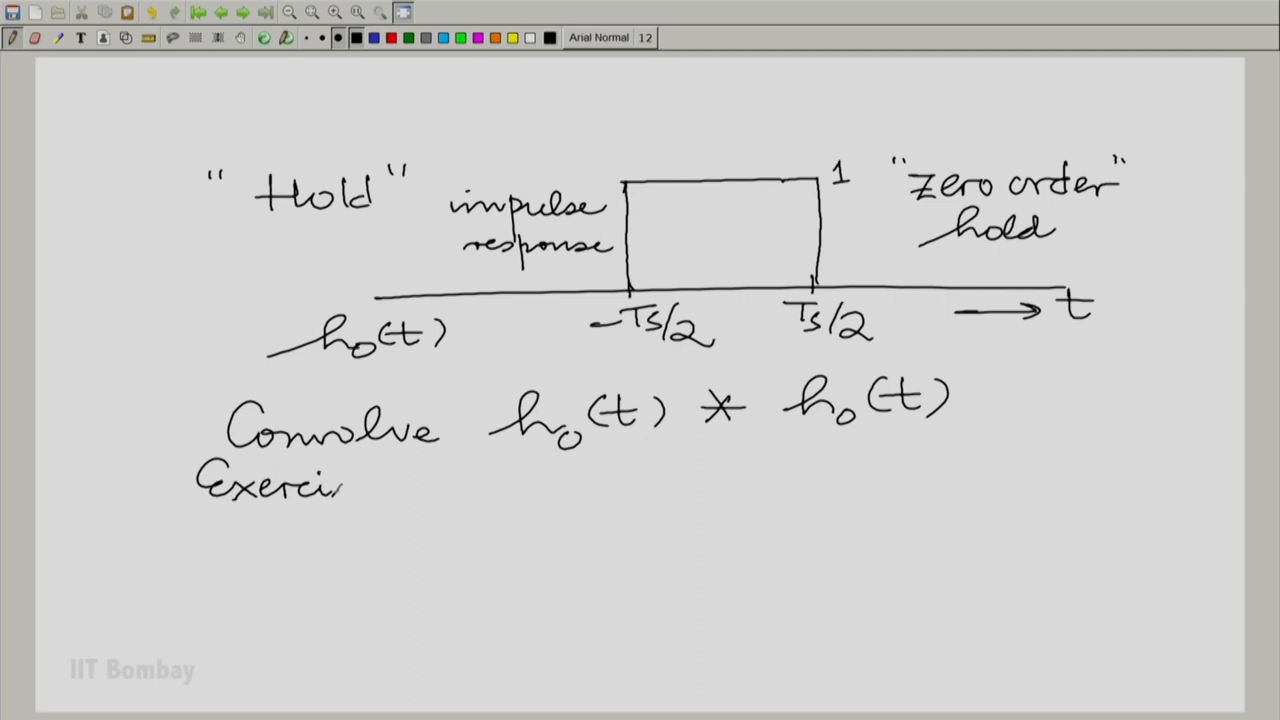 Arial Normal 12
"Hold" impulse response 1 "zero order" hold
-Ts/2 Ts/2 t
h₀(t)
Convolve h₀(t) * h₀(t)
Exerci
IIT Bombay